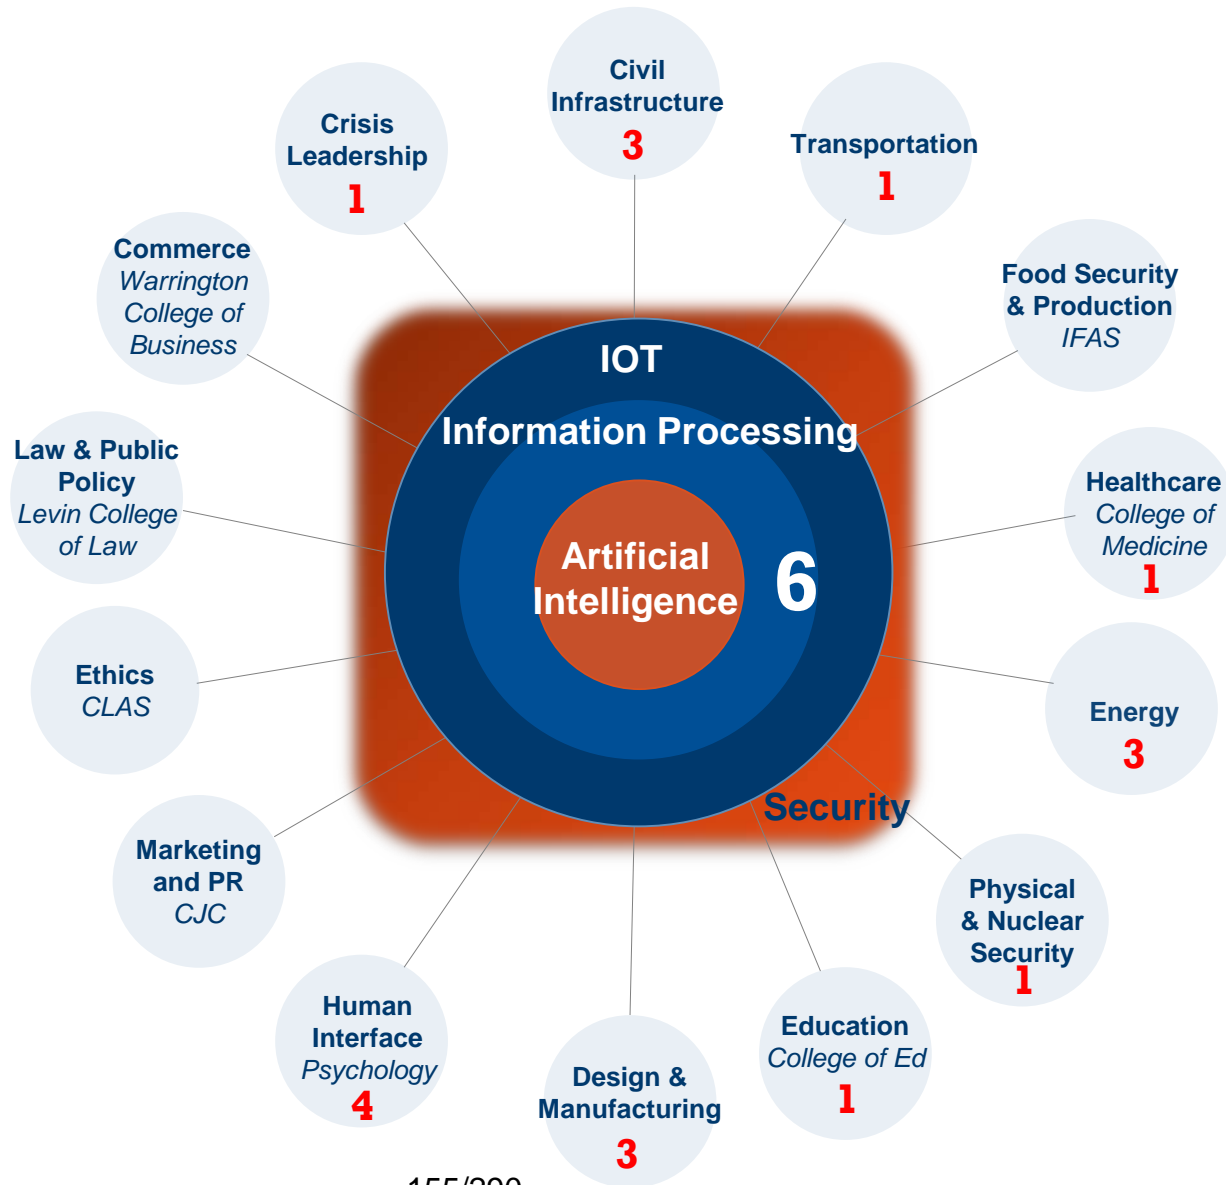 Civil
Infrastructure
3
Crisis
Leadership
1
Transportation
1
Commerce
Warrington
College of
Business
Food Security
& Production
IFAS
IOT
Information Processing
Law & Public
Policy
Levin College
of Law
Healthcare
College of
Medicine
1
Artificial
Intelligence
6
Ethics
CLAS
Energy
3
Security
Marketing
and PR
CJC
Physical
& Nuclear
Security
1
Human
Interface
Psychology
4
Design &
Manufacturing
3
Education
College of Ed
1